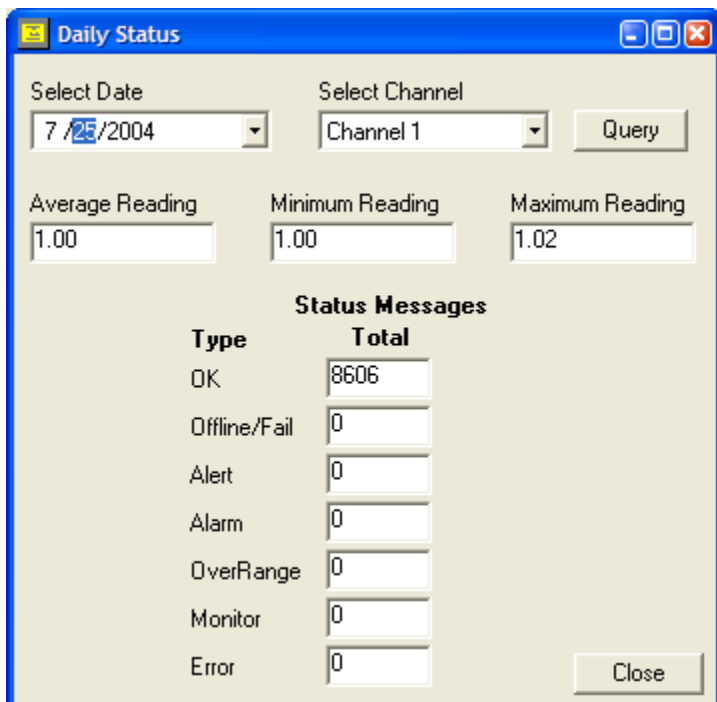 Daily Status
Select Date Select Channel
7 /25/2004 Channel 1 Query
Average Reading Minimum Reading Maximum Reading
1.00 1.00 1.02
Status Messages
Type Total
OK 8606
Offline/Fail 0
Alert 0
Alarm 0
OverRange 0
Monitor 0
Error 0
Close